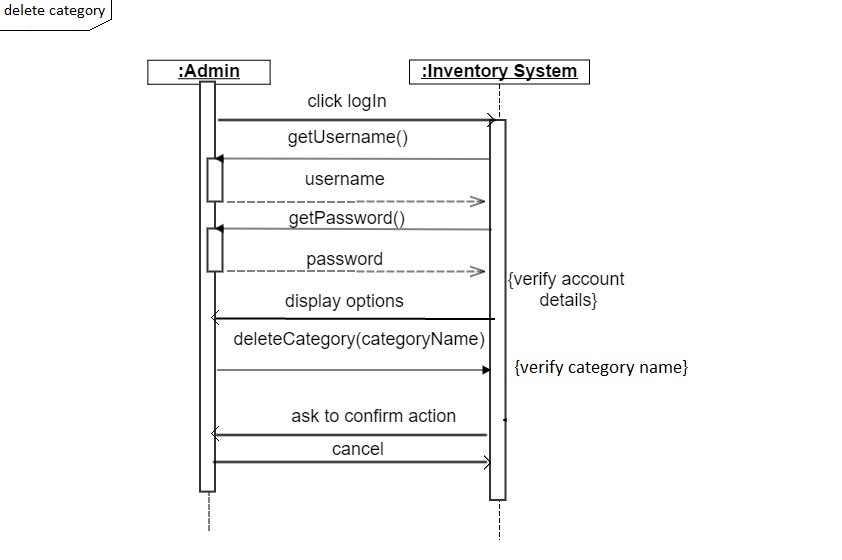 delete category
:Admin
:Inventory System
click logIn
getUsername()
username
getPassword()
password
{verify account
details}
display options
deleteCategory(categoryName)
{verify category name}
ask to confirm action
cancel